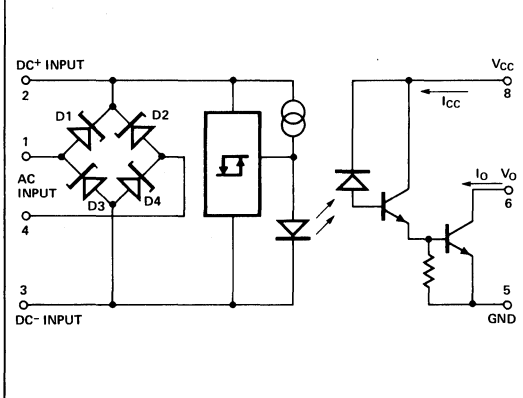 DC+ INPUT
2
D1
D2
1
AC
INPUT
D3
D4
4
3
DC- INPUT
VCC
8
ICC
IO
VO
6
5
GND